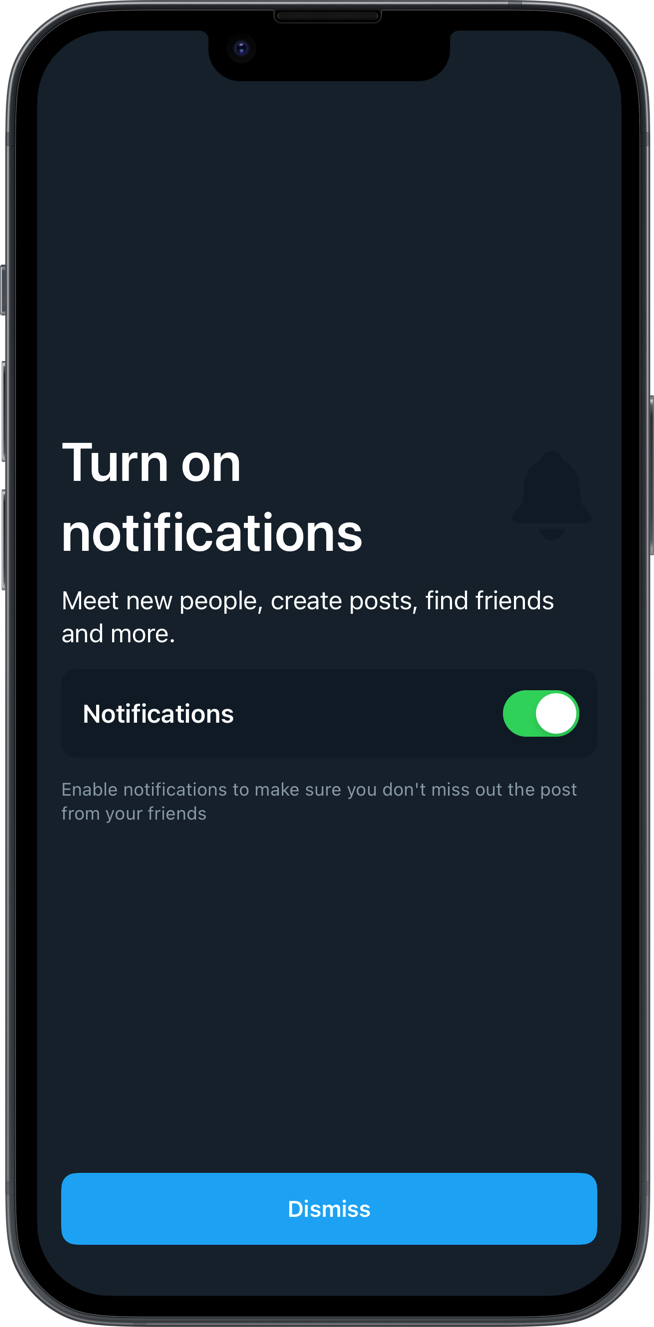 Turn on
notifications
Meet new people, create posts, find friends
and more.
Notifications
Enable notifications to make sure you don't miss out the post
from your friends
Dismiss